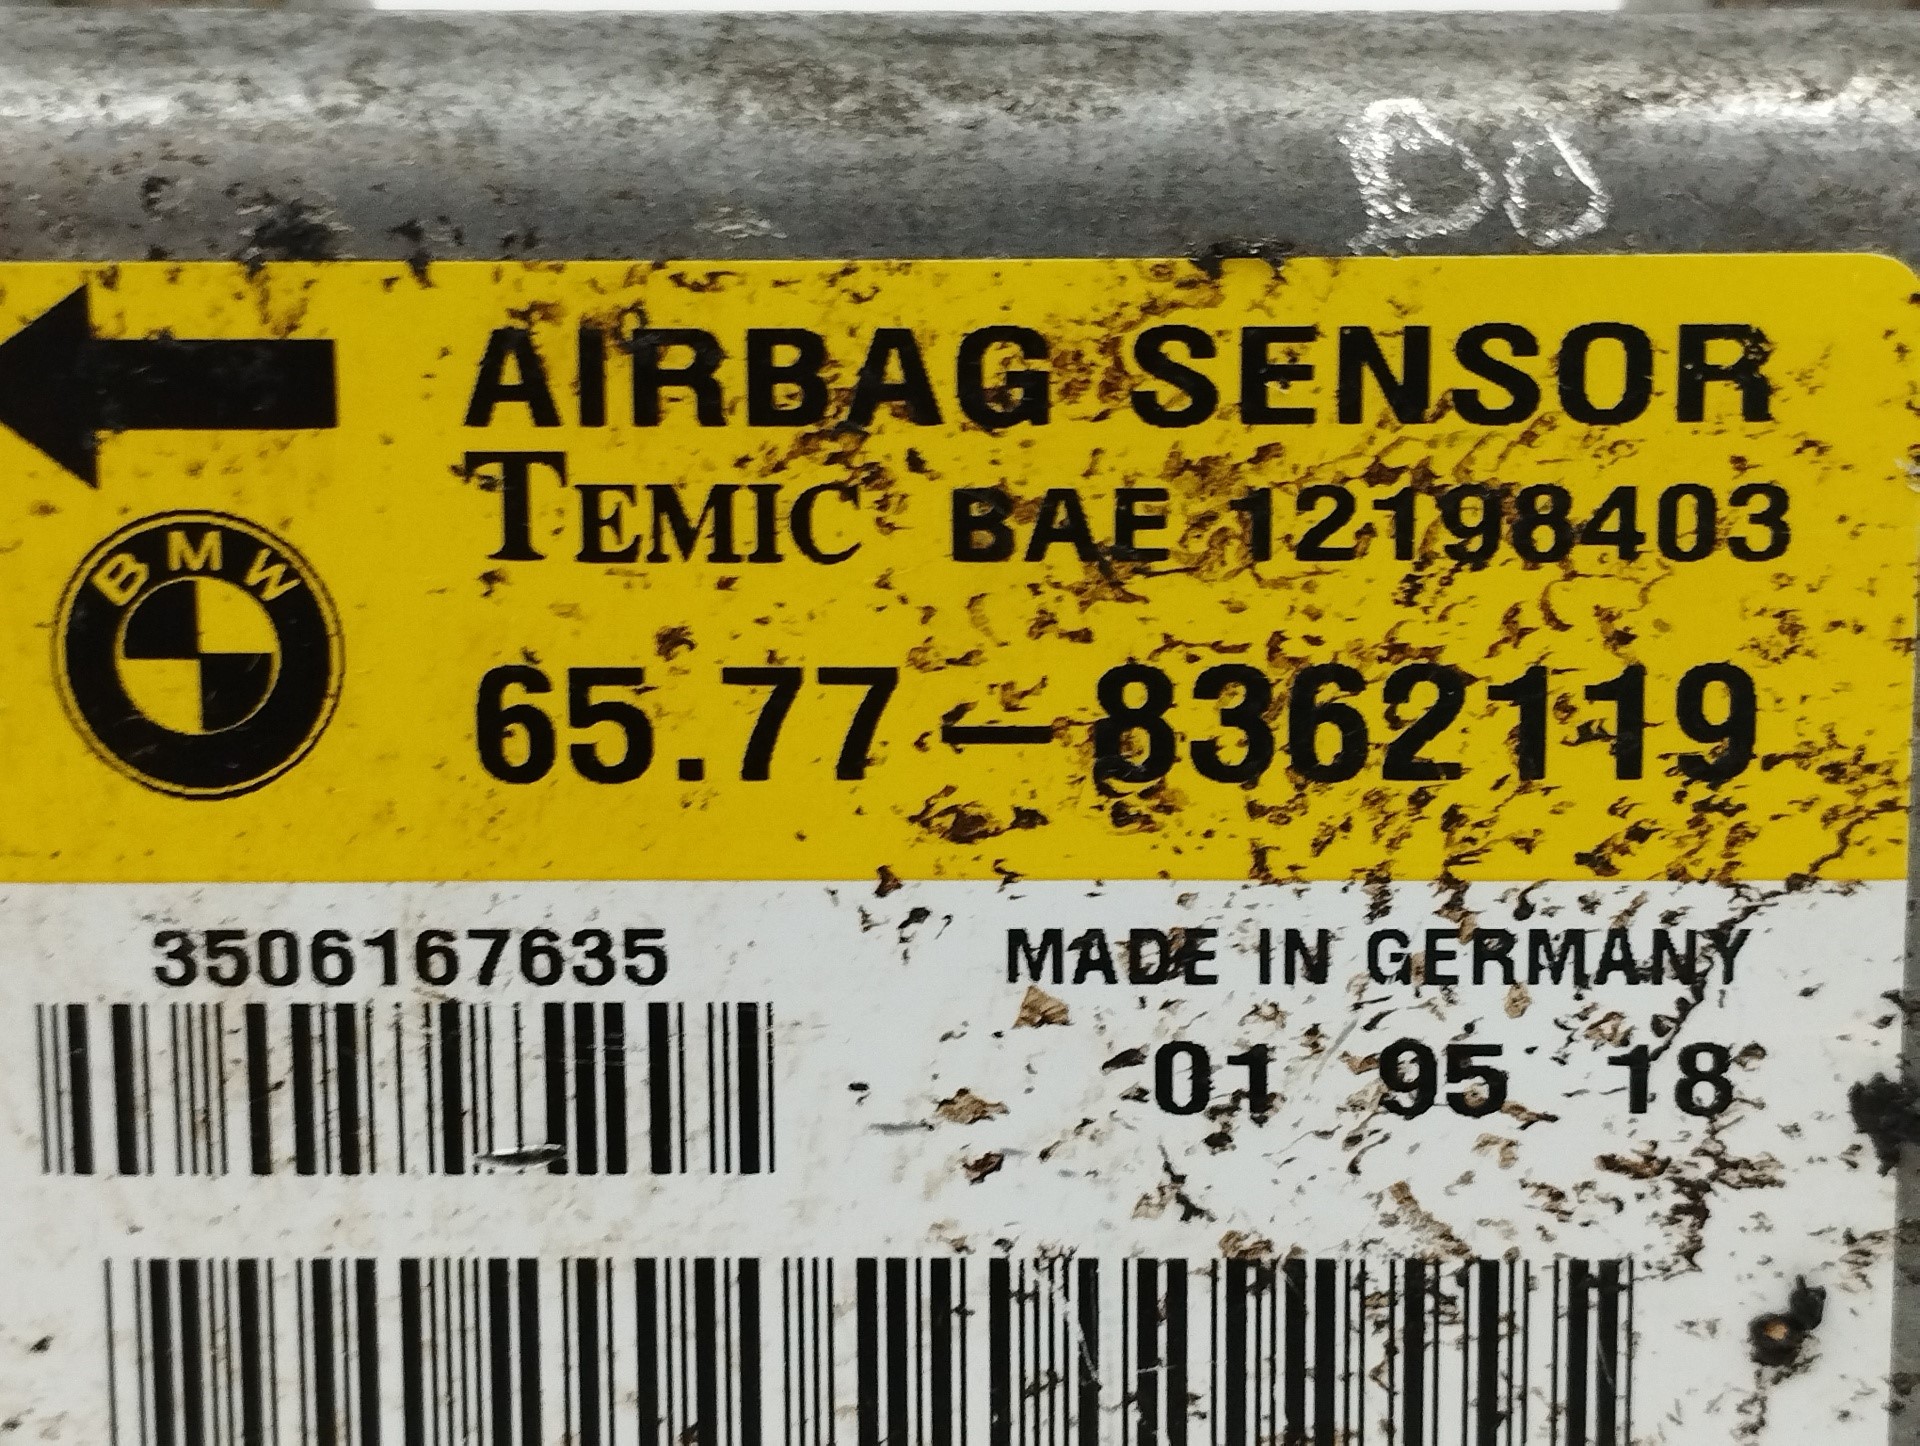 AIRBAG SENSOR
TEMIC BAE 12198403
BMW
65.77-8362119
3506167635
MADE IN GERMANY
01 95 18